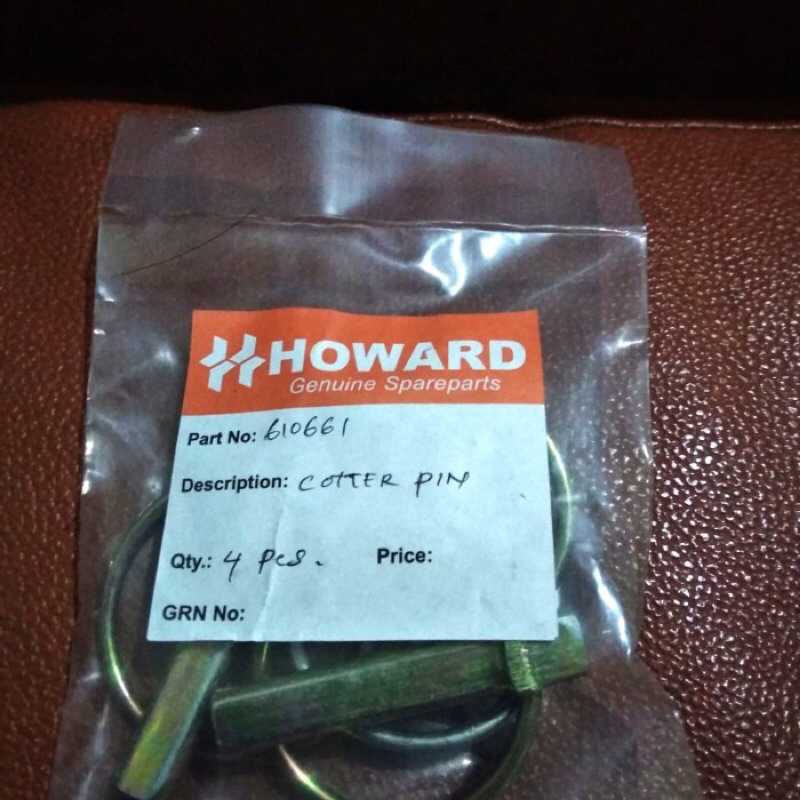 HOWARD
Genuine Spareparts
Part No: 610661
Description: COTTER PIN
Qty.: 4 pcs. Price:
GRN No: